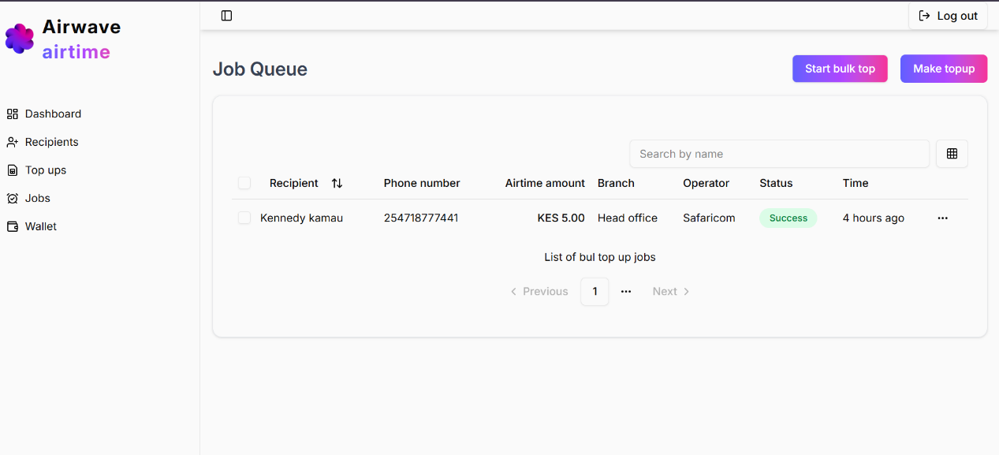 Airwave
airtime
Log out
Job Queue
Start bulk top
Make topup
Dashboard
Recipients
Top ups
Jobs
Wallet
Search by name
Recipient Phone number Airtime amount Branch Operator Status Time
Kennedy kamau 254718777441 KES 5.00 Head office Safaricom Success 4 hours ago
List of bul top up jobs
Previous 1 Next